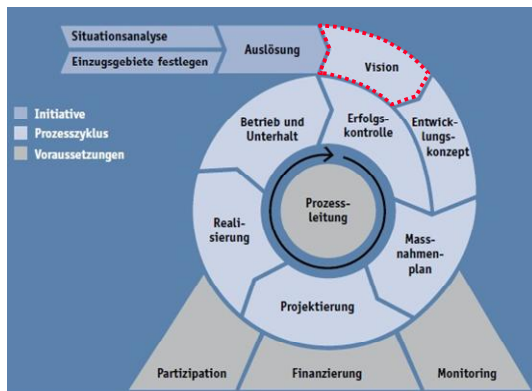 Situationsanalyse
Einzugsgebiete festlegen
Auslösung
Vision
Initiative
Prozesszyklus
Voraussetzungen
Betrieb und
Unterhalt
Erfolgs-
kontrolle
Entwick-
lungs-
konzept
Prozess-
leitung
Reali-
sierung
Mass-
nahmen-
plan
Projektierung
Partizipation
Finanzierung
Monitoring